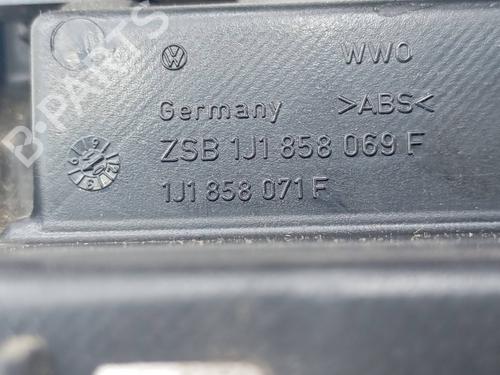 B-PARTS
WWO
Germany >ABS<
ZSB 1J1 858 069 F
1J1 858 071 F